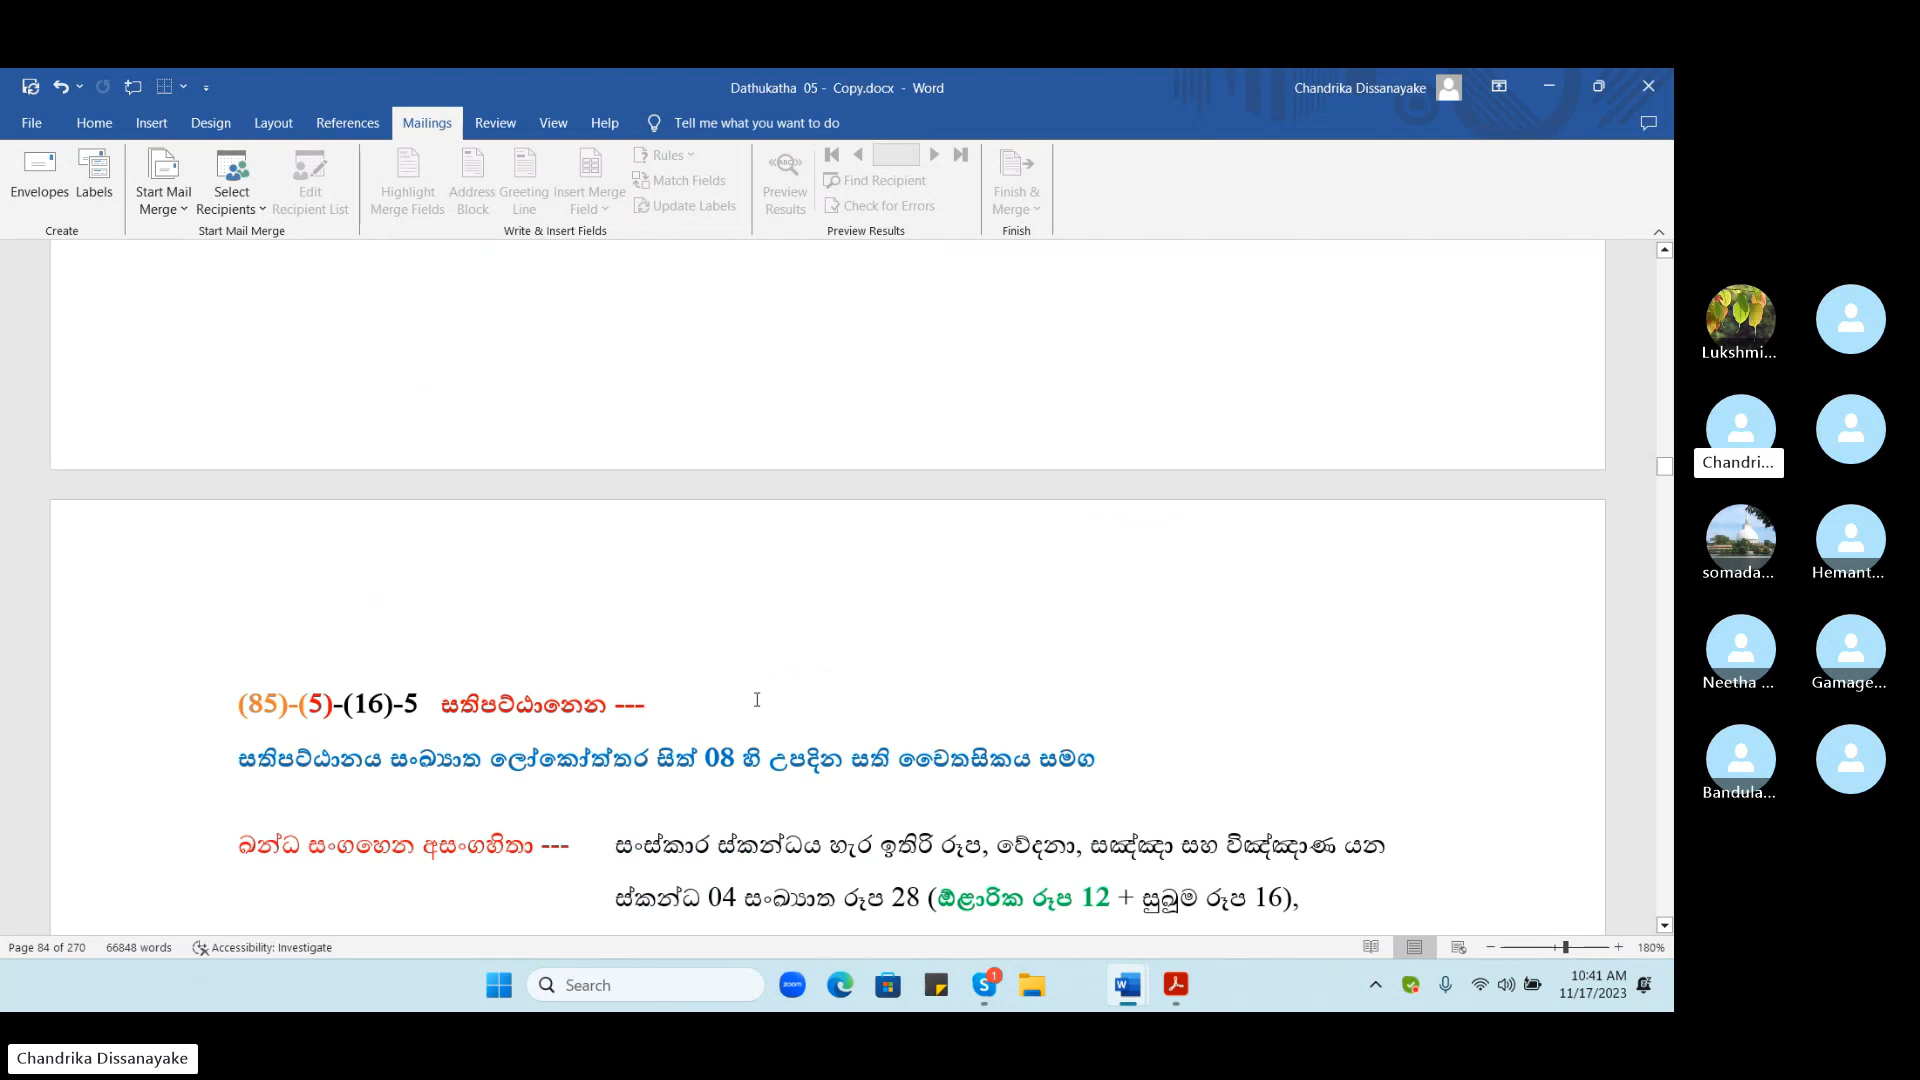 Dathukatha 05 - Copy.docx - Word
Chandrika Dissanayake
File Home Insert Design Layout References Mailings Review View Help Tell me what you want to do
Envelopes Labels
Start Mail Merge Select Recipients Edit Recipient List
Highlight Merge Fields Address Block Greeting Line Insert Merge Field
Rules
Match Fields
Update Labels
Preview Results
Find Recipient
Check for Errors
Finish & Merge
Create Start Mail Merge Write & Insert Fields Preview Results Finish
(85)-(5)-(16)-5 සතිපට්ඨානෙන ---
සතිපට්ඨානය සංඛ්‍යාත ලෝකෝත්තර සිත් 08 හි උපදින සති චෛතසිකය සමග
ඛන්ධ සංගහෙන අසංගහිතා --- සංස්කාර ස්කන්ධය හැර ඉතිරි රූප, වේදනා, සඤ්ඤා සහ විඤ්ඤාණ යන
ස්කන්ධ 04 සංඛ්‍යාත රූප 28 (ඕළාරික රූප 12 + සුඛුම රූප 16),
Page 84 of 270 66848 words Accessibility: Investigate 180%
Search
zoom
1
10:41 AM
11/17/2023
Lukshmi...
Chandri...
somada...
Hemant...
Neetha ...
Gamage...
Bandula...
Chandrika Dissanayake